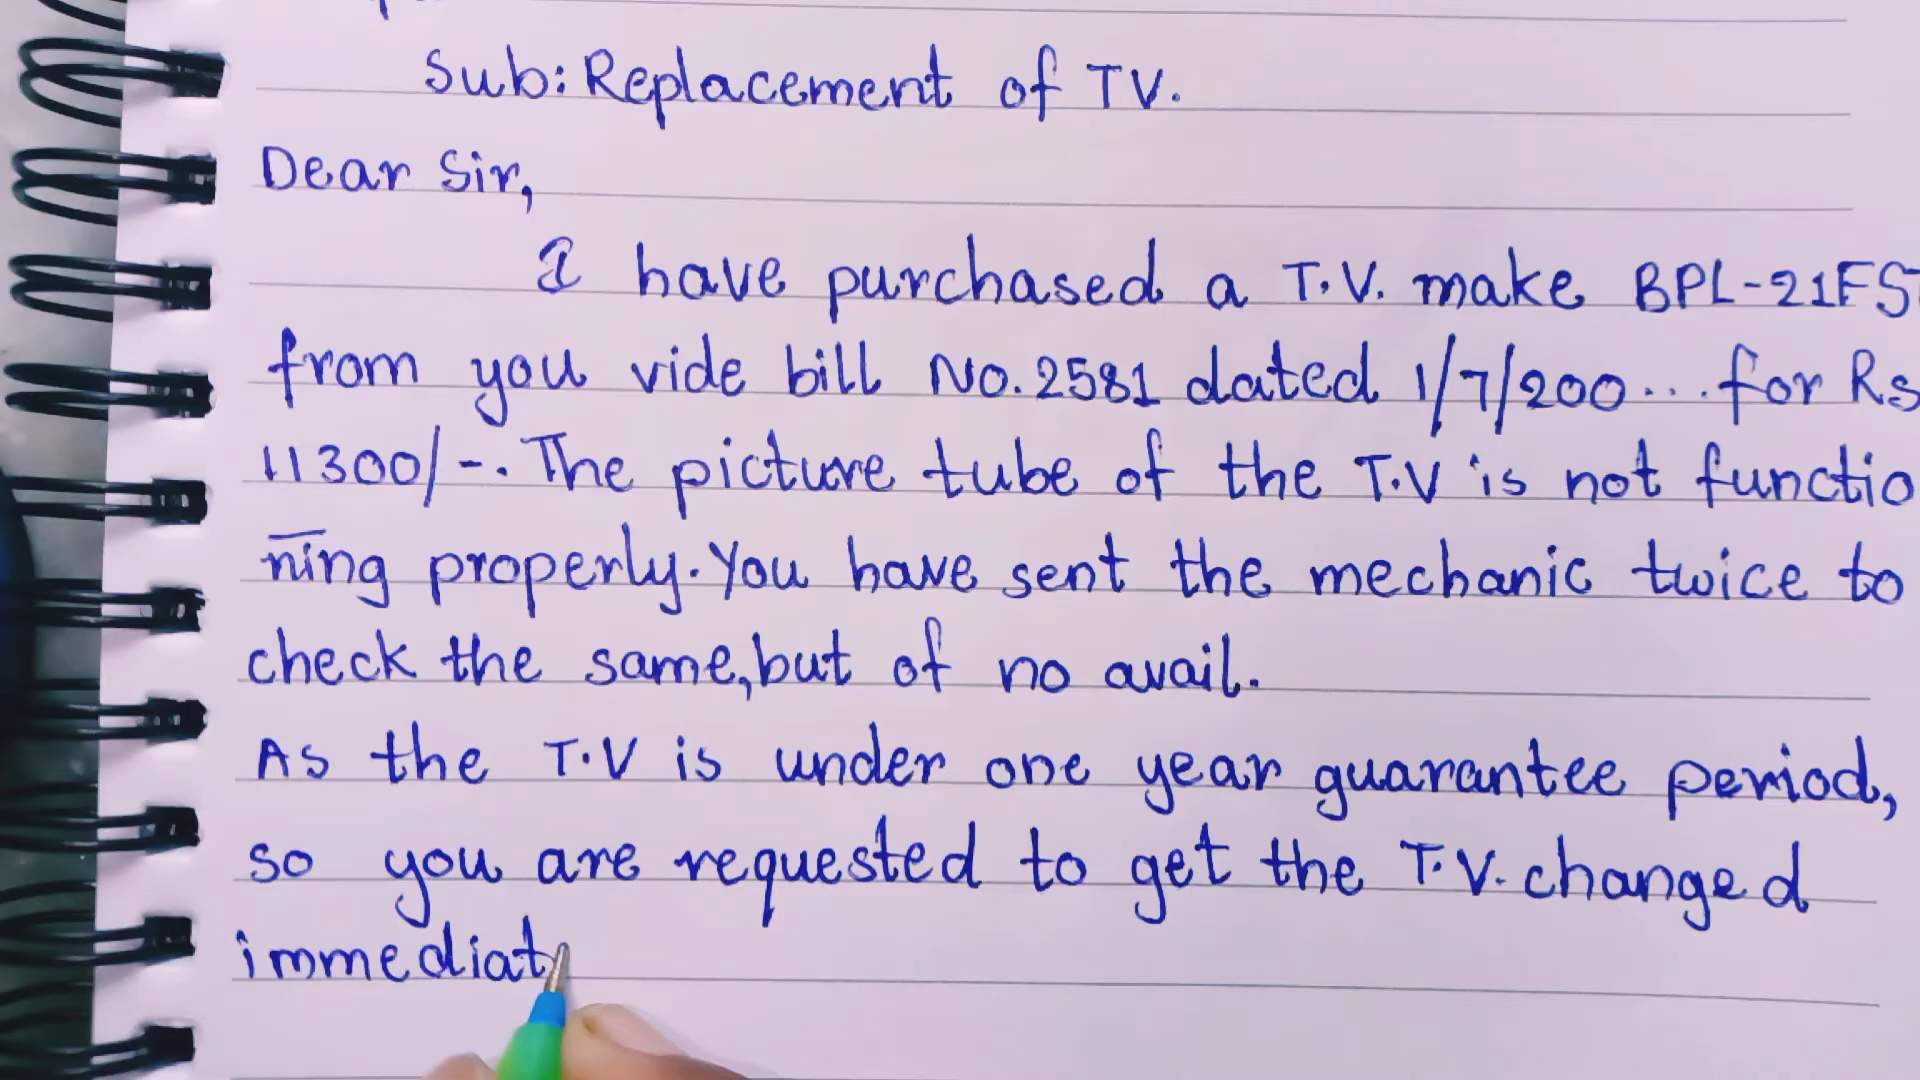 Sub: Replacement of TV.
Dear Sir,
I have purchased a T.V. make BPL-21FST
from you vide bill No. 2581 dated 1/7/200... for Rs
11300/-. The picture tube of the T.V is not functio
ning properly. You have sent the mechanic twice to
check the same, but of no avail.
As the T.V is under one year guarantee period,
so you are requested to get the T.V. changed
immediat